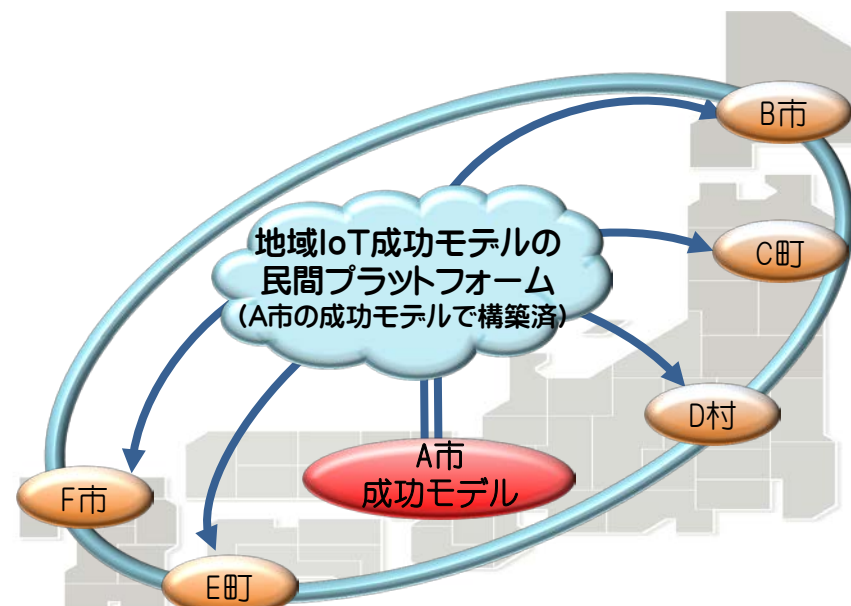 B市
C町
地域IoT成功モデルの
民間プラットフォーム
(A市の成功モデルで構築済)
D村
A市
成功モデル
F市
E町